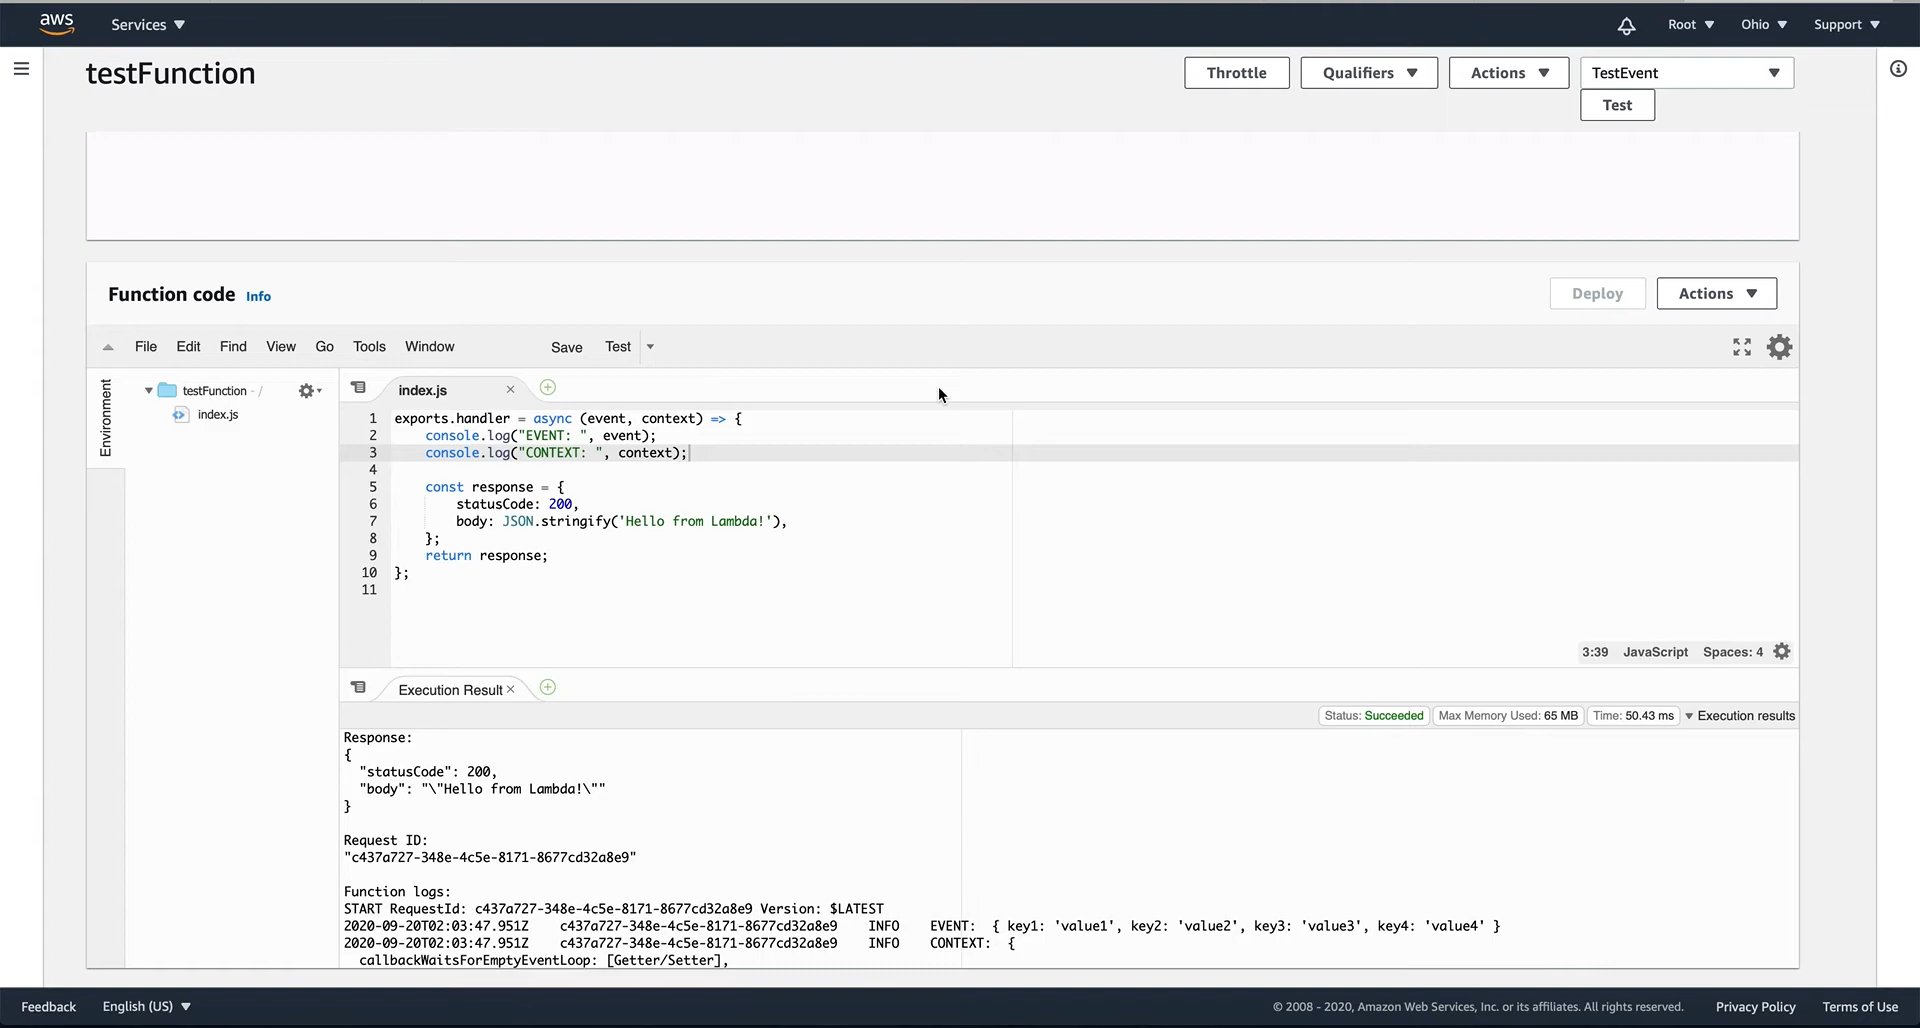 aws Services Root Ohio Support
testFunction Throttle Qualifiers Actions TestEvent
Test
Function code Info Deploy Actions
File Edit Find View Go Tools Window Save Test
Environment
testFunction - /
index.js
index.js
1 exports.handler = async (event, context) => {
2 console.log("EVENT: ", event);
3 console.log("CONTEXT: ", context);
4
5 const response = {
6 statusCode: 200,
7 body: JSON.stringify('Hello from Lambda!'),
8 };
9 return response;
10 };
11
3:39 JavaScript Spaces: 4
Execution Result
Status: Succeeded Max Memory Used: 65 MB Time: 50.43 ms Execution results
Response:
{
"statusCode": 200,
"body": "\"Hello from Lambda!\""
}
Request ID:
"c437a727-348e-4c5e-8171-8677cd32a8e9"
Function logs:
START RequestId: c437a727-348e-4c5e-8171-8677cd32a8e9 Version: $LATEST
2020-09-20T02:03:47.951Z c437a727-348e-4c5e-8171-8677cd32a8e9 INFO EVENT: { key1: 'value1', key2: 'value2', key3: 'value3', key4: 'value4' }
2020-09-20T02:03:47.951Z c437a727-348e-4c5e-8171-8677cd32a8e9 INFO CONTEXT: {
callbackWaitsForEmptyEventLoop: [Getter/Setter],
Feedback English (US) © 2008 - 2020, Amazon Web Services, Inc. or its affiliates. All rights reserved. Privacy Policy Terms of Use